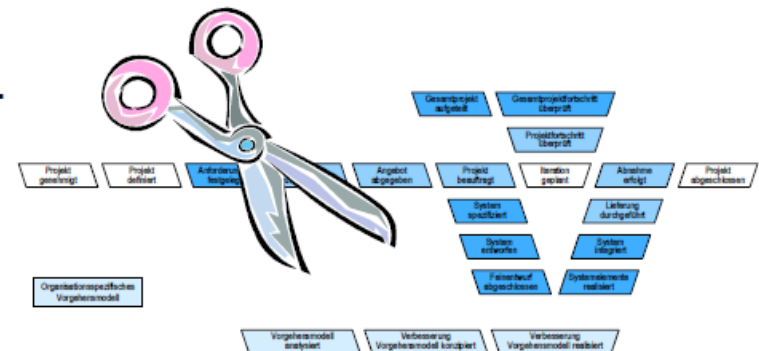 Gesamtprojekt
aufgeteilt
Gesamtprojektfortschritt
überprüft
Projektfortschritt
überprüft
Projekt
genehmigt
Projekt
definiert
Anforderun
festgeleg
Angebot
abgegeben
Projekt
beauftragt
Iteration
geplant
Abnahme
erfolgt
Projekt
abgeschlossen
System
spezifiziert
Lieferung
durchgeführt
System
entworfen
System
integriert
Feinentwurf
abgeschlossen
Systemelemente
realisiert
Organisationsspezifisches
Vorgehensmodell
Vorgehensmodell
analysiert
Verbesserung
Vorgehensmodell konzipiert
Verbesserung
Vorgehensmodell realisiert